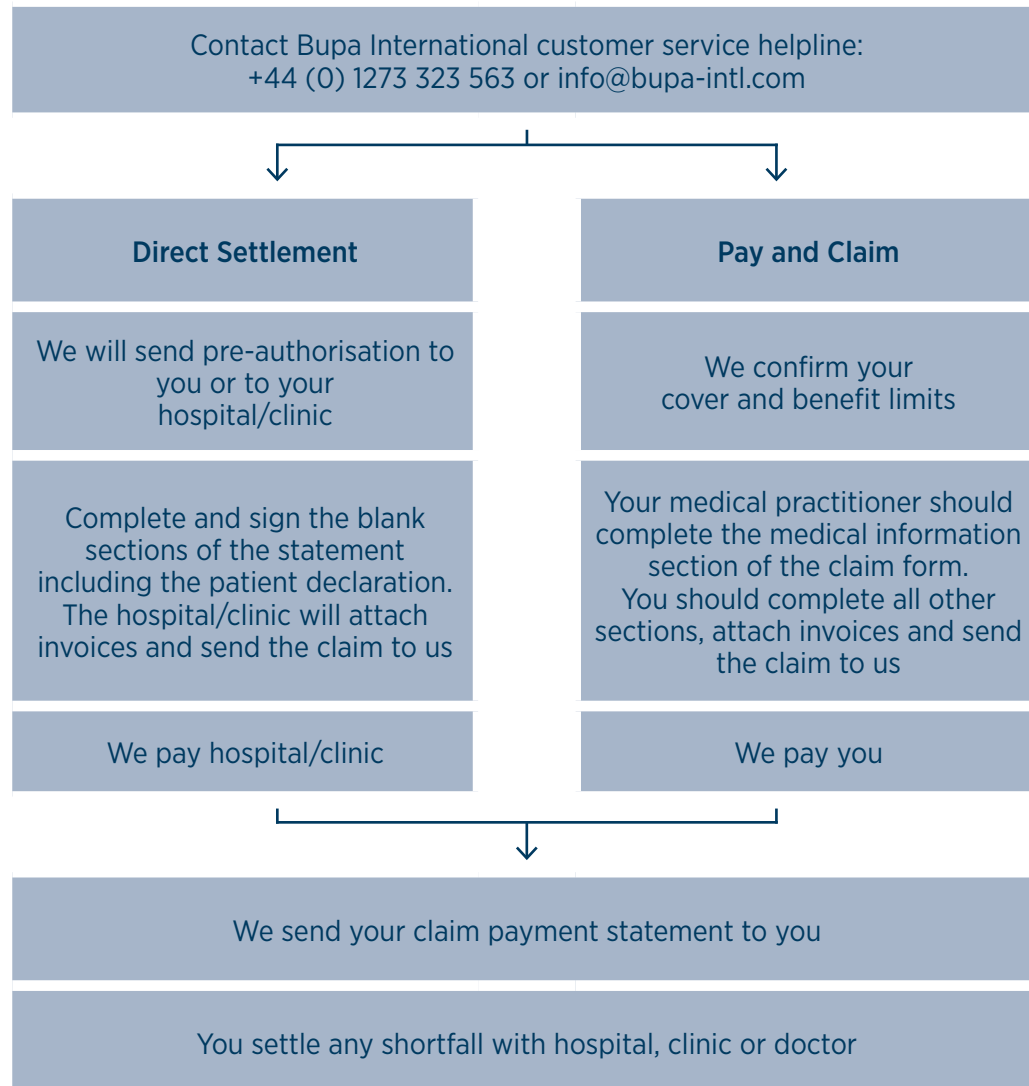 Contact Bupa International customer service helpline:
+44 (0) 1273 323 563 or info@bupa-intl.com
Direct Settlement
We will send pre-authorisation to
you or to your
hospital/clinic
Complete and sign the blank
sections of the statement
including the patient declaration.
The hospital/clinic will attach
invoices and send the claim to us
We pay hospital/clinic
Pay and Claim
We confirm your
cover and benefit limits
Your medical practitioner should
complete the medical information
section of the claim form.
You should complete all other
sections, attach invoices and send
the claim to us
We pay you
We send your claim payment statement to you
You settle any shortfall with hospital, clinic or doctor